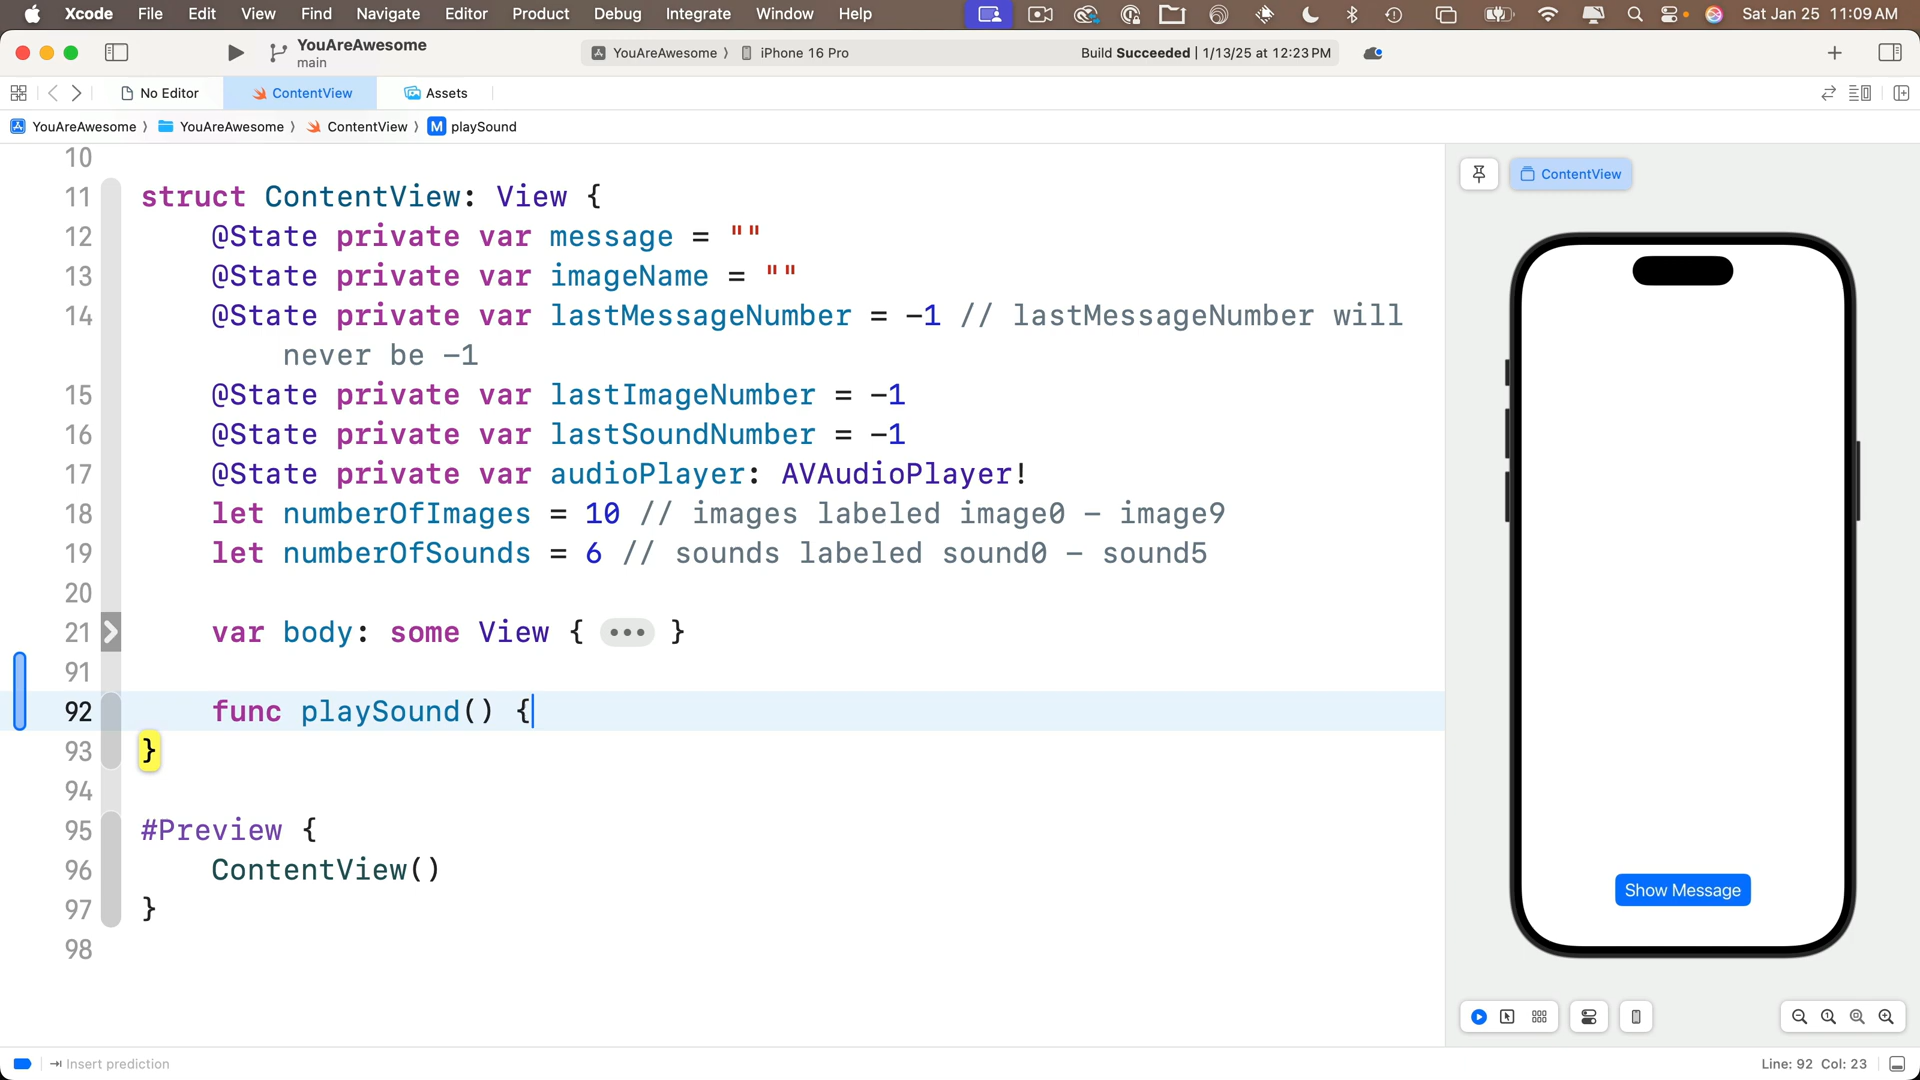 Xcode File Edit View Find Navigate Editor Product Debug Integrate Window Help Sat Jan 25 11:09 AM
YouAreAwesome
main
YouAreAwesome 〉 iPhone 16 Pro Build Succeeded | 1/13/25 at 12:23 PM
No Editor ContentView Assets
YouAreAwesome 〉 YouAreAwesome 〉 ContentView 〉 M playSound
10
11 struct ContentView: View {
12 @State private var message = ""
13 @State private var imageName = ""
14 @State private var lastMessageNumber = -1 // lastMessageNumber will
never be -1
15 @State private var lastImageNumber = -1
16 @State private var lastSoundNumber = -1
17 @State private var audioPlayer: AVAudioPlayer!
18 let numberOfImages = 10 // images labeled image0 - image9
19 let numberOfSounds = 6 // sounds labeled sound0 - sound5
20
21 var body: some View { ••• }
91
92 func playSound() {
93 }
94
95 #Preview {
96 ContentView()
97 }
98
ContentView
Show Message
Insert prediction
Line: 92 Col: 23